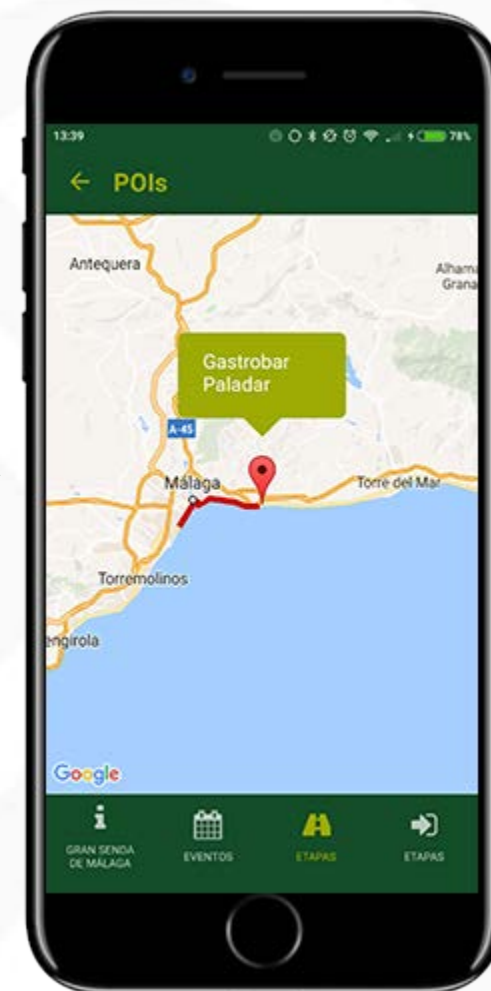 13:39
78%
POIs
Antequera
Alhama
Grana
Gastrobar
Paladar
A-45
Málaga
Torre del Mar
Torremolinos
engirola
Google
GRAN SENDA
DE MÁLAGA
EVENTOS
ETAPAS
ETAPAS